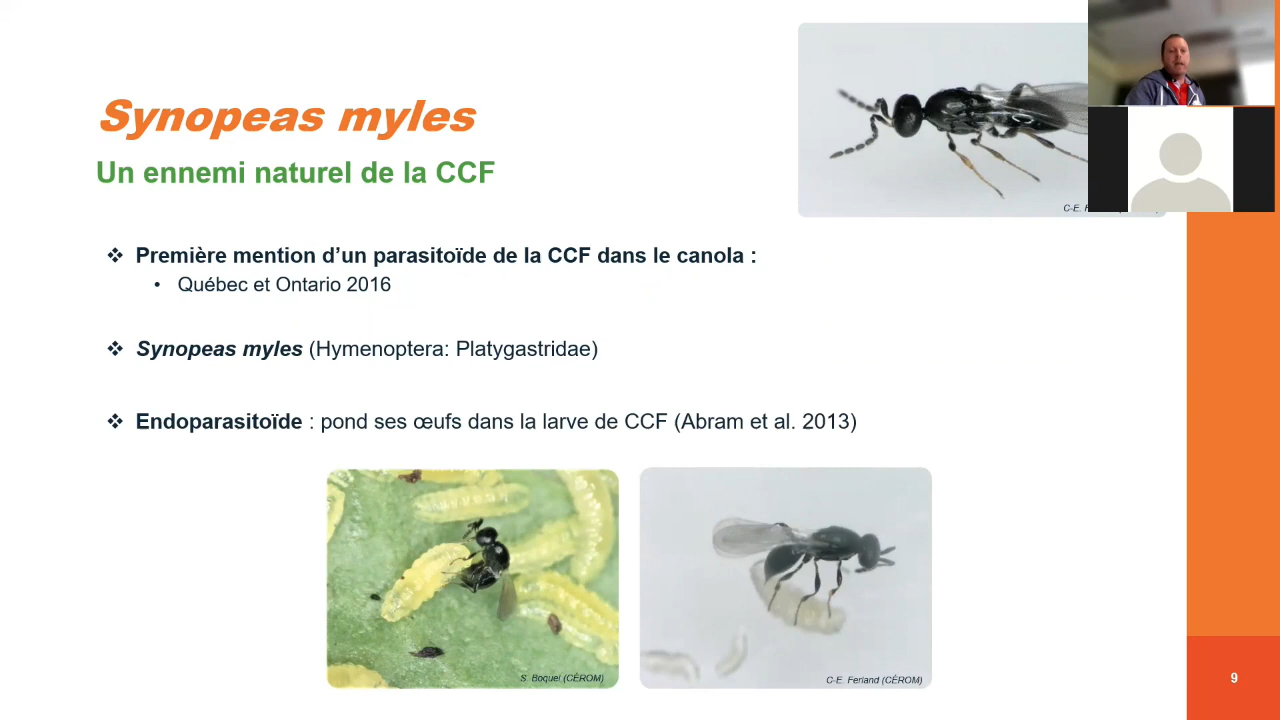 Synopeas myles
Un ennemi naturel de la CCF
C-E.
❖ Première mention d’un parasitoïde de la CCF dans le canola :
• Québec et Ontario 2016
❖ Synopeas myles (Hymenoptera: Platygastridae)
❖ Endoparasitoïde : pond ses œufs dans la larve de CCF (Abram et al. 2013)
S. Boquel (CÉROM)
C-E. Ferland (CÉROM)
9